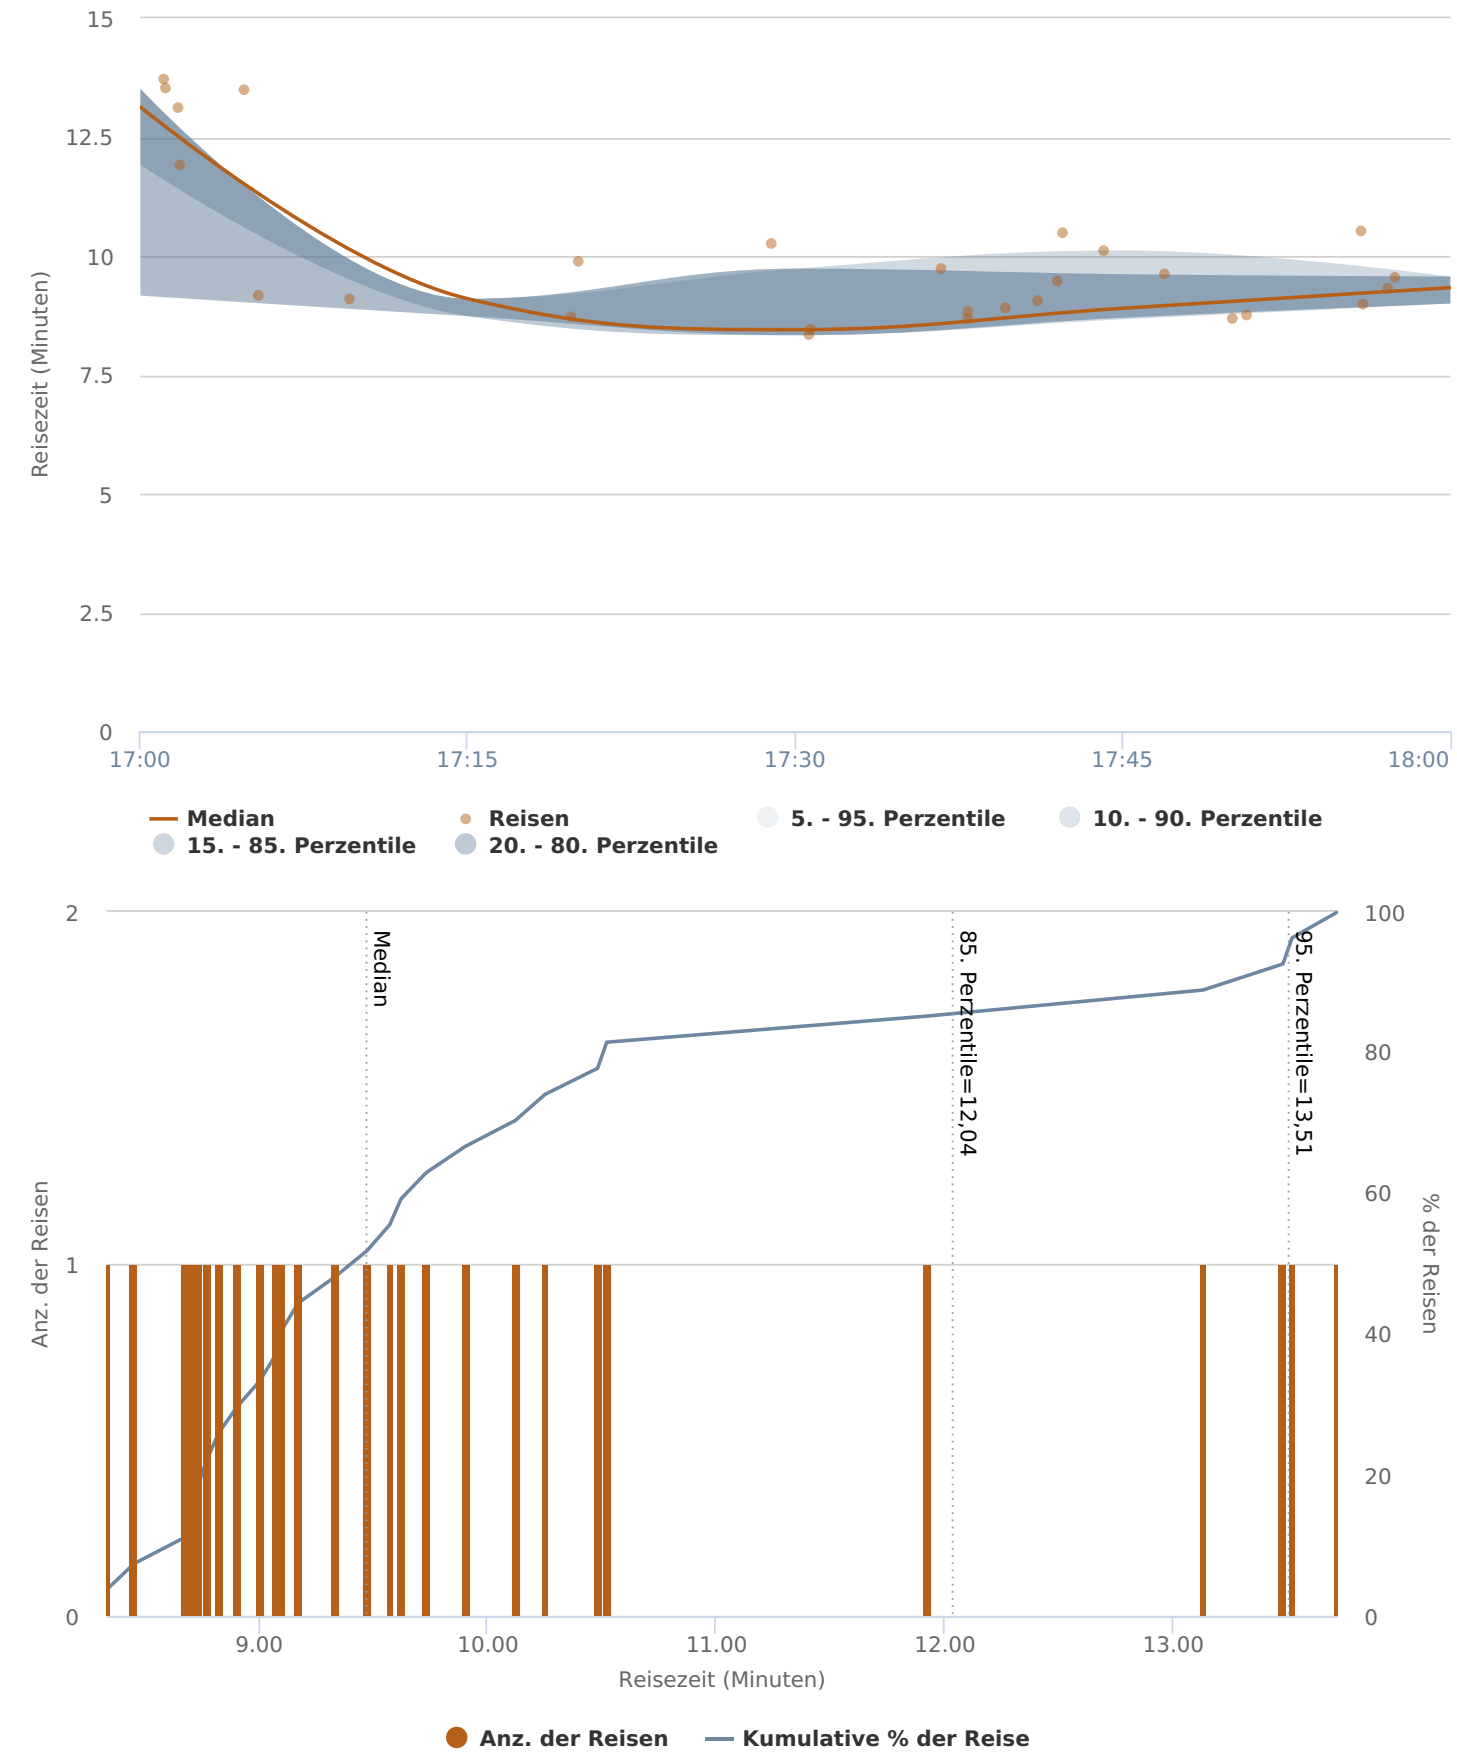 15
12.5
10
7.5
5
2.5
0
Reisezeit (Minuten)
17:00 17:15 17:30 17:45 18:00
Median Reisen 5. - 95. Perzentile 10. - 90. Perzentile
15. - 85. Perzentile 20. - 80. Perzentile
2
1
0
Anz. der Reisen
Median
85. Perzentile=12,04
95. Perzentile=13,51
100
80
60
40
20
0
% der Reisen
9.00 10.00 11.00 12.00 13.00
Reisezeit (Minuten)
Anz. der Reisen Kumulative % der Reise